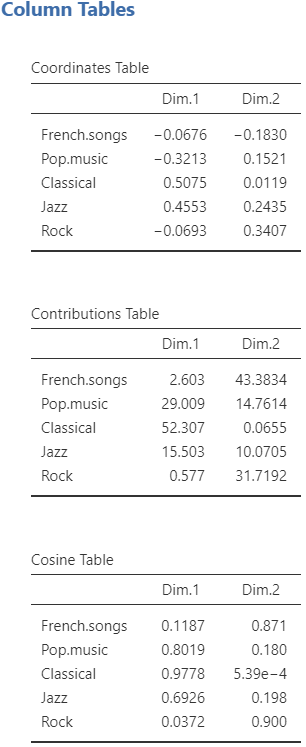 Column Tables
Coordinates Table
Dim.1 Dim.2
French.songs −0.0676 −0.1830
Pop.music −0.3213 0.1521
Classical 0.5075 0.0119
Jazz 0.4553 0.2435
Rock −0.0693 0.3407
Contributions Table
Dim.1 Dim.2
French.songs 2.603 43.3834
Pop.music 29.009 14.7614
Classical 52.307 0.0655
Jazz 15.503 10.0705
Rock 0.577 31.7192
Cosine Table
Dim.1 Dim.2
French.songs 0.1187 0.871
Pop.music 0.8019 0.180
Classical 0.9778 5.39e−4
Jazz 0.6926 0.198
Rock 0.0372 0.900